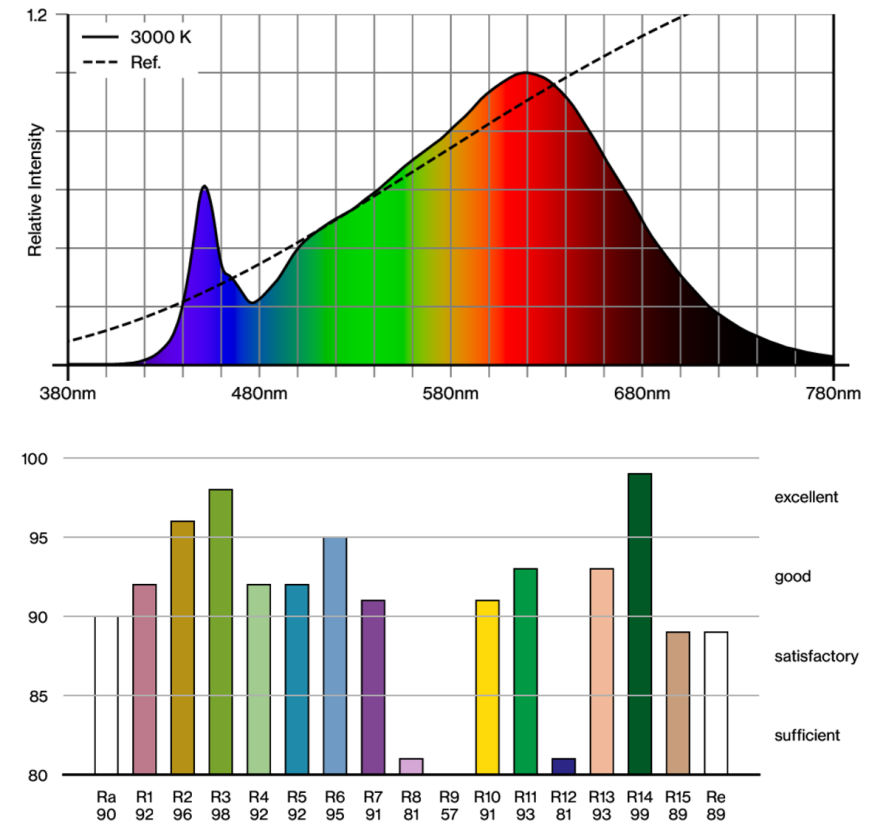 1.2
3000 K
Ref.
Relative Intensity
380nm 480nm 580nm 680nm 780nm
100
excellent
95
good
90
satisfactory
85
sufficient
80
Ra R1 R2 R3 R4 R5 R6 R7 R8 R9 R10 R11 R12 R13 R14 R15 Re
90 92 96 98 92 92 95 91 81 57 91 93 81 93 99 89 89